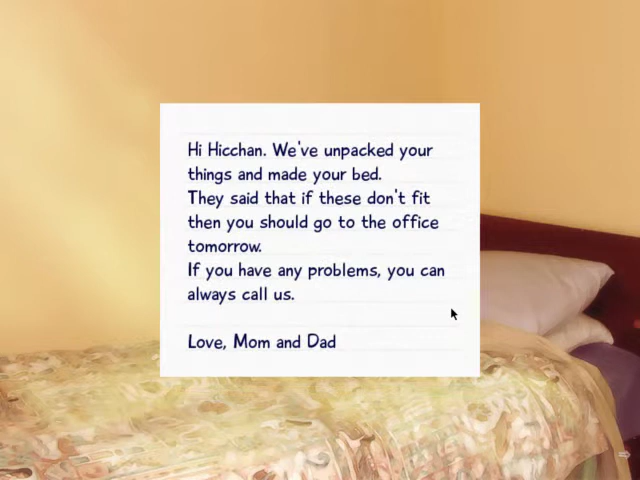 Hi Hicchan. We've unpacked your
things and made your bed.
They said that if these don't fit
then you should go to the office
tomorrow.
If you have any problems, you can
always call us.
Love, Mom and Dad